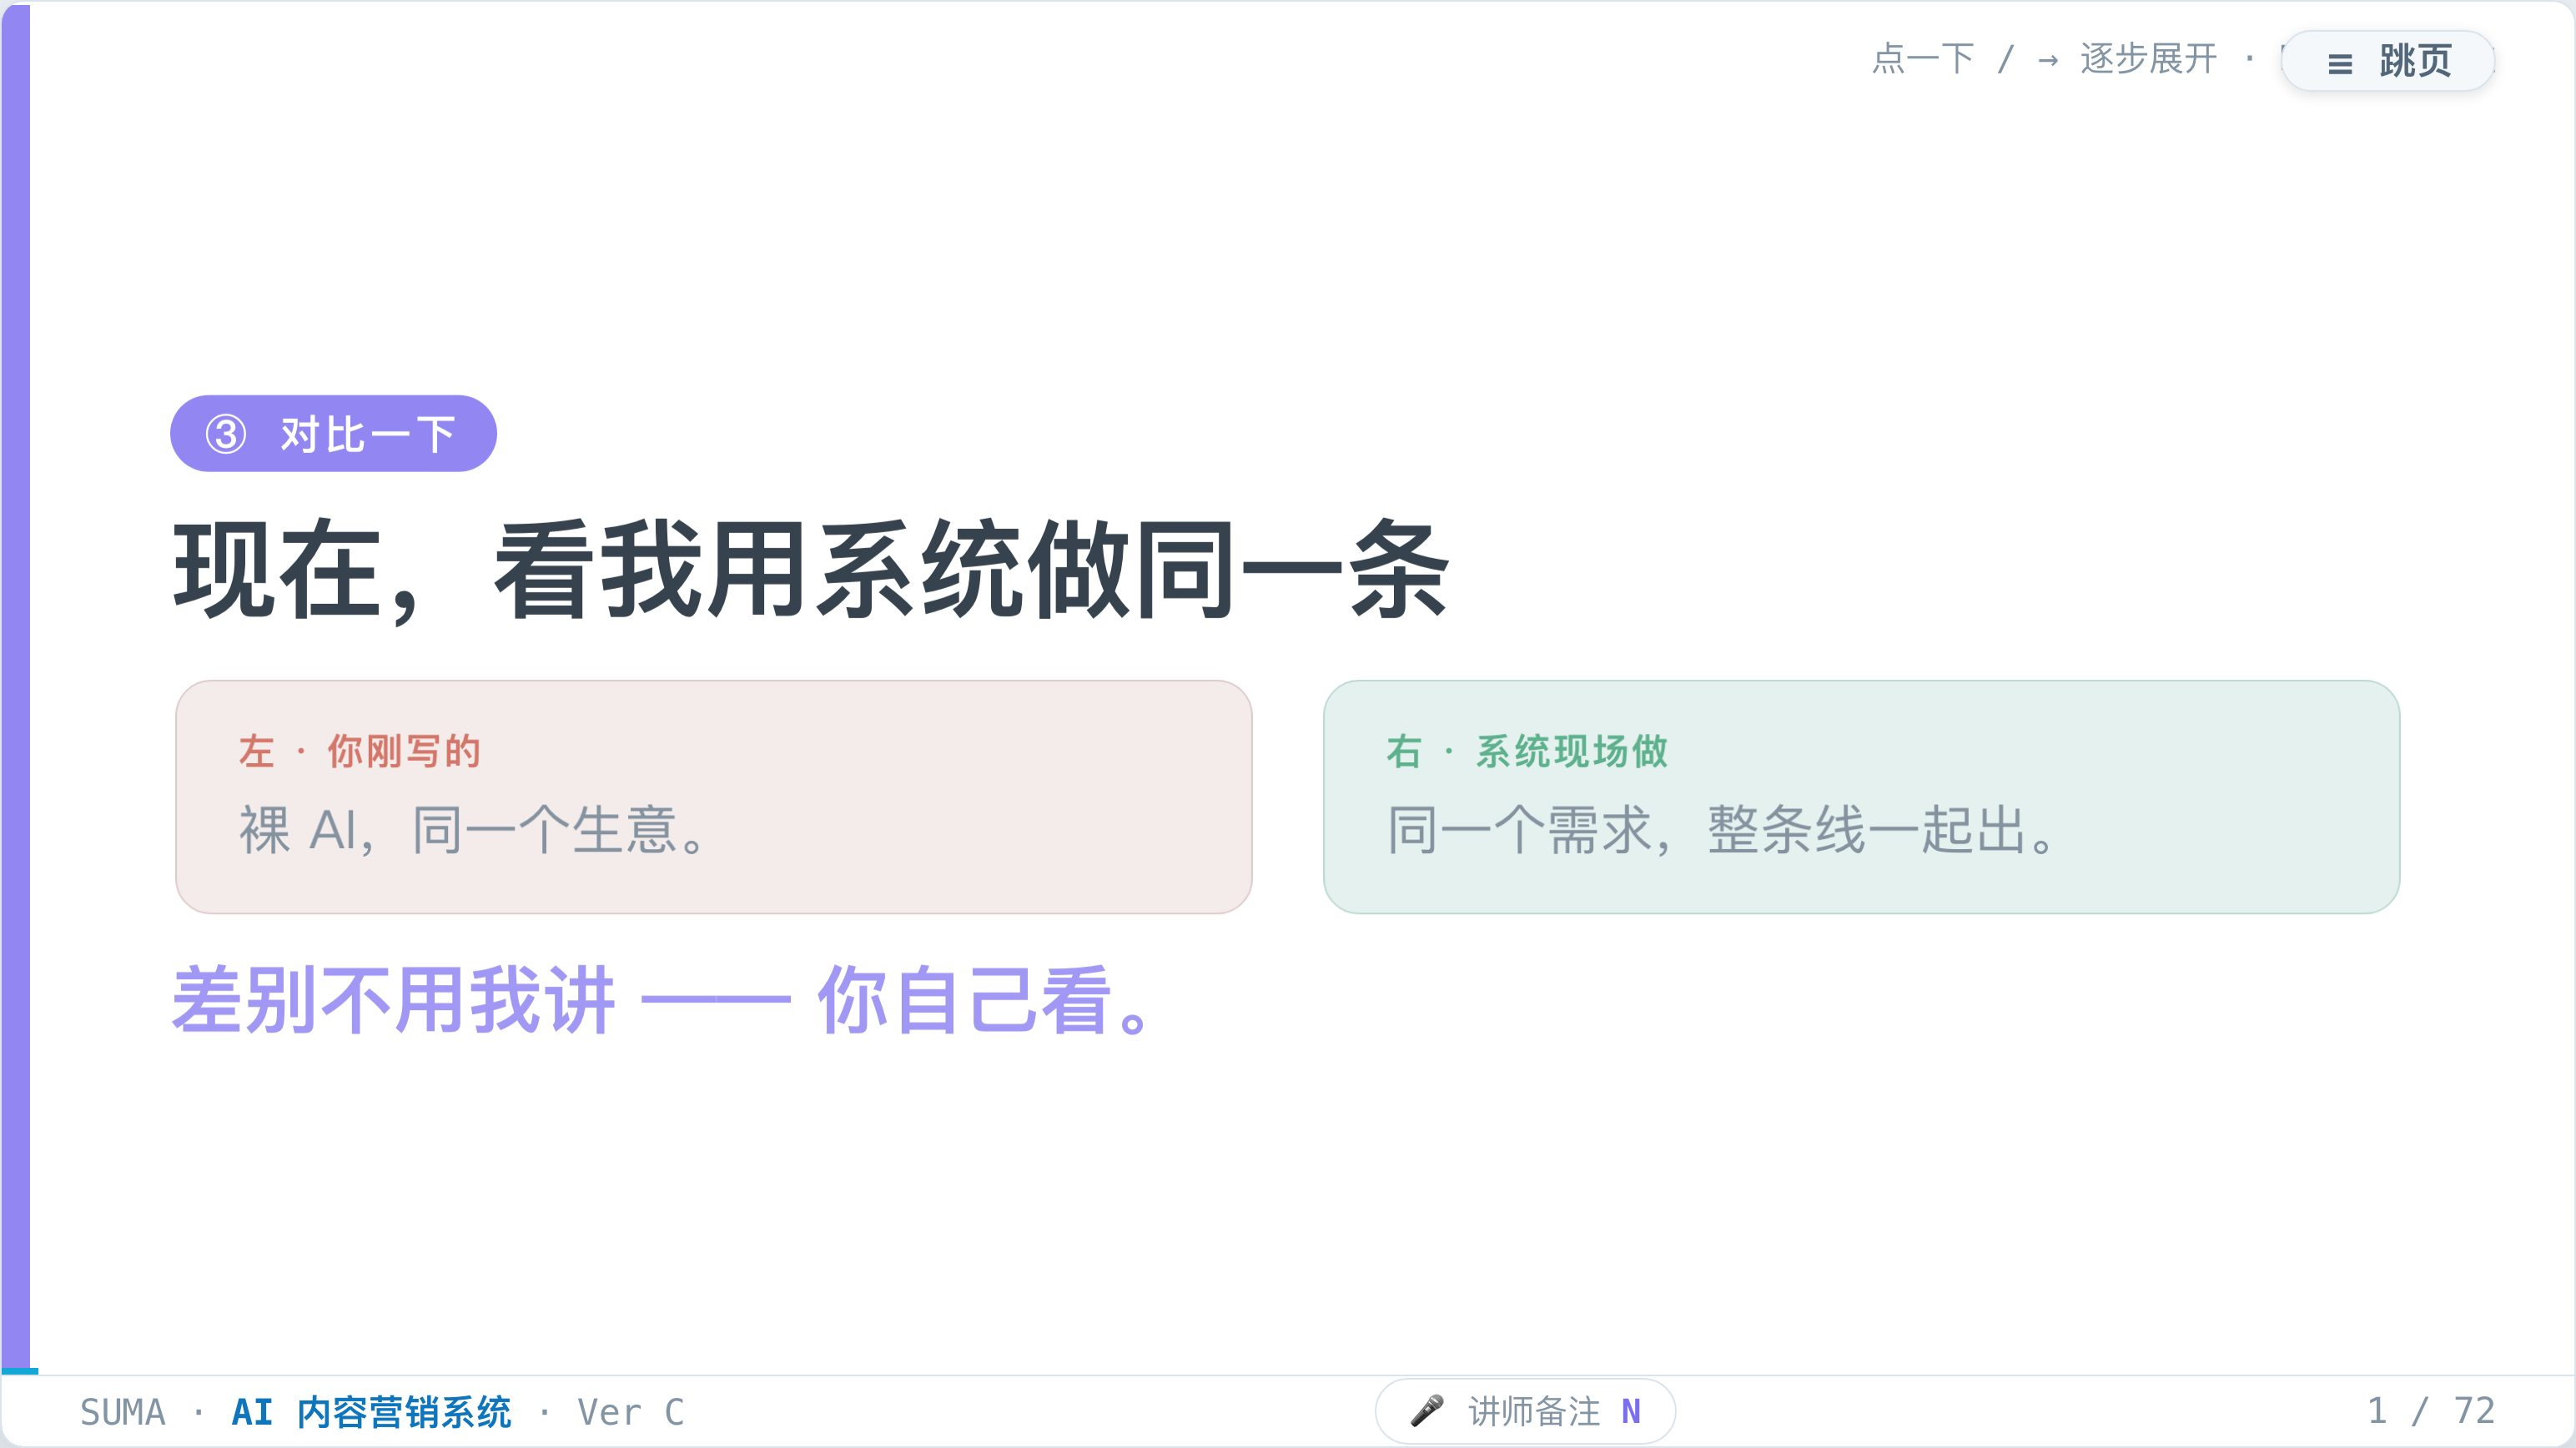 点一下 / → 逐步展开 ·
≡ 跳页
③ 对比一下
现在，看我用系统做同一条
左 · 你刚写的
裸 AI，同一个生意。
右 · 系统现场做
同一个需求，整条线一起出。
差别不用我讲 —— 你自己看。
SUMA · AI 内容营销系统 · Ver C
🎤 讲师备注 N
1 / 72